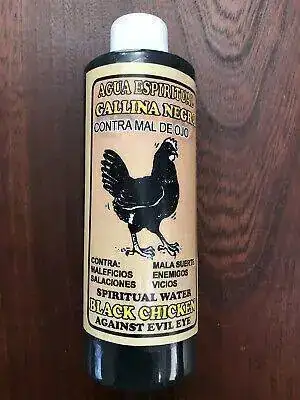 AGUA ESPIRITUAL
GALLINA NEGRA
CONTRA MAL DE OJO
CONTRA: MALA SUERTE
MALEFICIOS ENEMIGOS
SALACIONES VICIOS
SPIRITUAL WATER
BLACK CHICKEN
AGAINST EVIL EYE